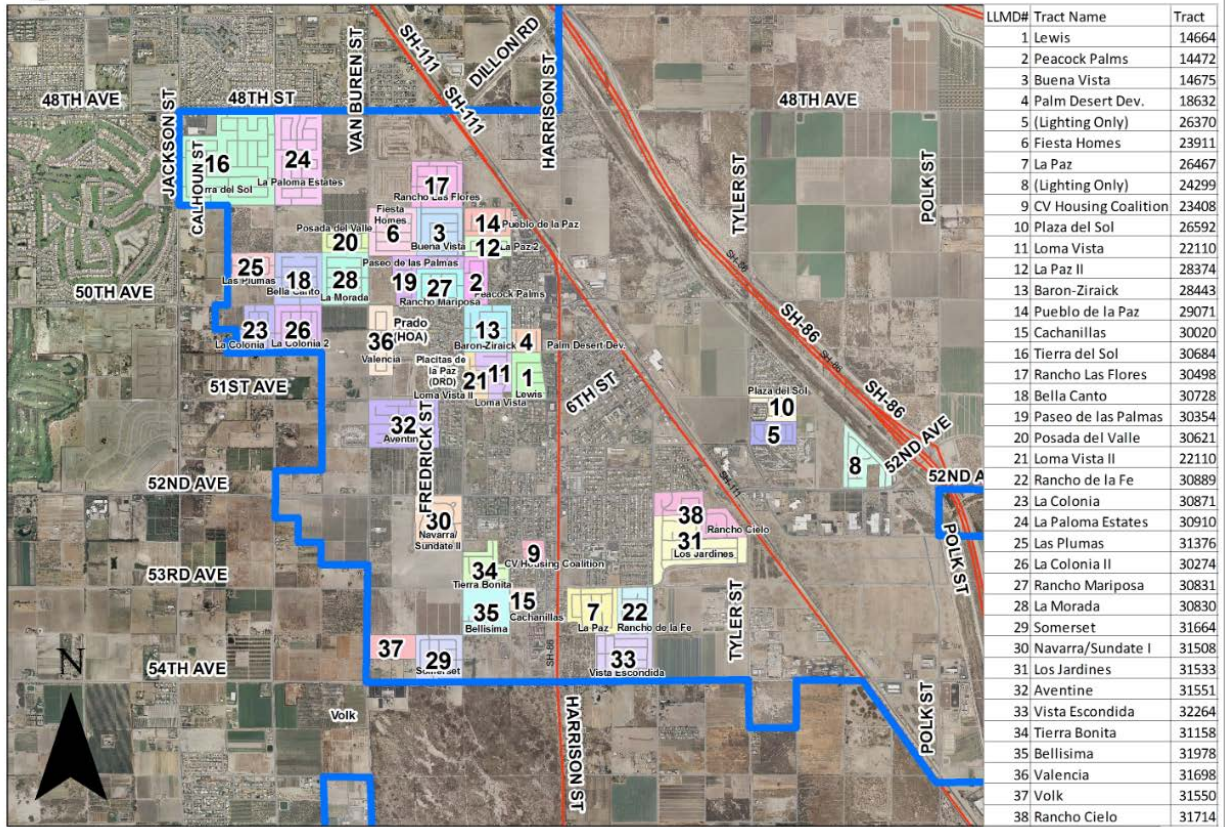 SH-111
DILLON RD
VAN BUREN ST
HARRISON ST
48TH AVE
48TH ST
SH-111
48TH AVE
JACKSON ST
CALHOUN ST
TYLER ST
POLK ST
16
rra del Sol
24
La Paloma Estates
17
Rancho Las Flores
Fiesta
Homes
6
Posada del Valle
20
3
Buena Vista
14
Pueblo de la Paz
12
La Paz 2
SH-86
25
Las Plumas
18
Bella Canto
28
La Morada
Paseo de las Palmas
19
27
Rancho Mariposa
2
Peacock Palms
50TH AVE
SH-86
23
La Colonia
26
La Colonia 2
36
Valencia
Prado
(HOA)
13
Baron-Ziraick
4
Palm Desert-Dev.
SH-86
51ST AVE
Placitas de
la Paz
(DRD)
21
Loma Vista II
11
Loma Vista
1
Lewis
6TH ST
Plaza del Sol
10
5
SH-86
32
Aventin
FREDRICK ST
8
52ND AVE
52ND AVE
52ND A
SH-111
30
Navarra/
Sundate II
38
Rancho Cielo
31
Los Jardines
POLK ST
53RD AVE
34
Tierra Bonita
9
CV Housing Coalition
35
Bellisima
15
Cachanillas
7
La Paz
22
Rancho de la Fe
TYLER ST
54TH AVE
37
29
Somerset
SH-86
33
Vista Escondida
N
Volk
HARRISON ST
POLK ST
LLMD# Tract Name Tract
1 Lewis 14664
2 Peacock Palms 14472
3 Buena Vista 14675
4 Palm Desert Dev. 18632
5 (Lighting Only) 26370
6 Fiesta Homes 23911
7 La Paz 26467
8 (Lighting Only) 24299
9 CV Housing Coalition 23408
10 Plaza del Sol 26592
11 Loma Vista 22110
12 La Paz II 28374
13 Baron-Ziraick 28443
14 Pueblo de la Paz 29071
15 Cachanillas 30020
16 Tierra del Sol 30684
17 Rancho Las Flores 30498
18 Bella Canto 30728
19 Paseo de las Palmas 30354
20 Posada del Valle 30621
21 Loma Vista II 22110
22 Rancho de la Fe 30889
23 La Colonia 30871
24 La Paloma Estates 30910
25 Las Plumas 31376
26 La Colonia II 30274
27 Rancho Mariposa 30831
28 La Morada 30830
29 Somerset 31664
30 Navarra/Sundate I 31508
31 Los Jardines 31533
32 Aventine 31551
33 Vista Escondida 32264
34 Tierra Bonita 31158
35 Bellisima 31978
36 Valencia 31698
37 Volk 31550
38 Rancho Cielo 31714